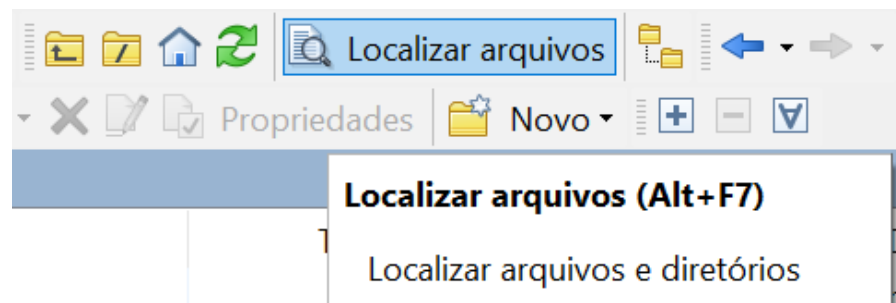 Localizar arquivos
Propriedades Novo
Localizar arquivos (Alt+F7)
Localizar arquivos e diretórios